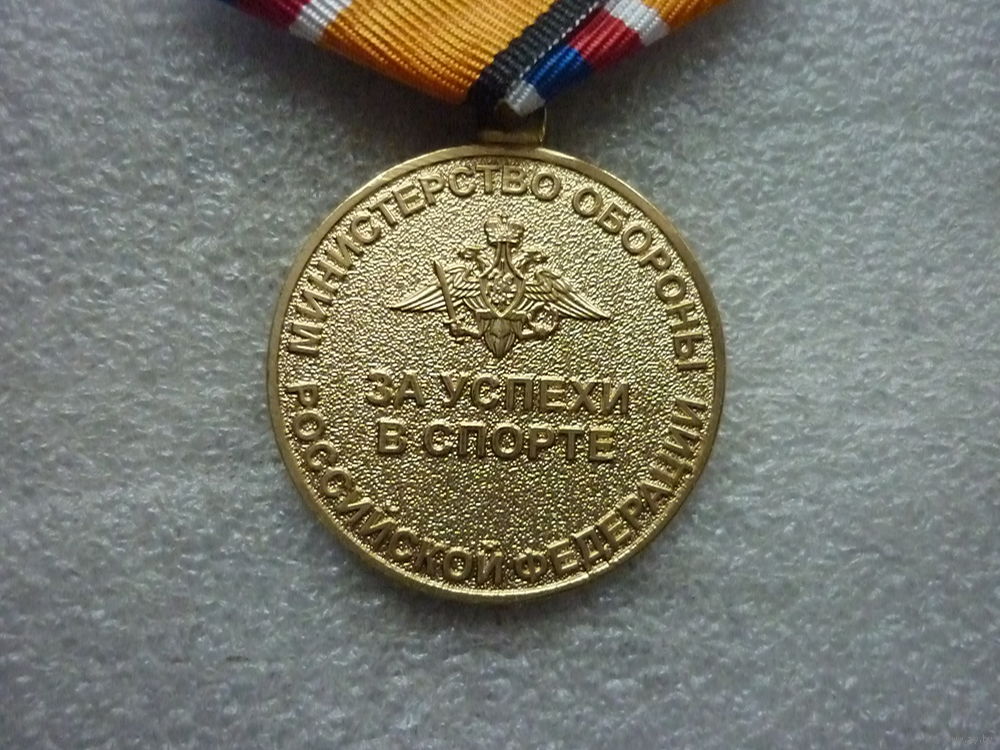 МИНИСТЕРСТВО ОБОРОНЫ
РОССИЙСКОЙ ФЕДЕРАЦИИ
ЗА УСПЕХИ
В СПОРТЕ